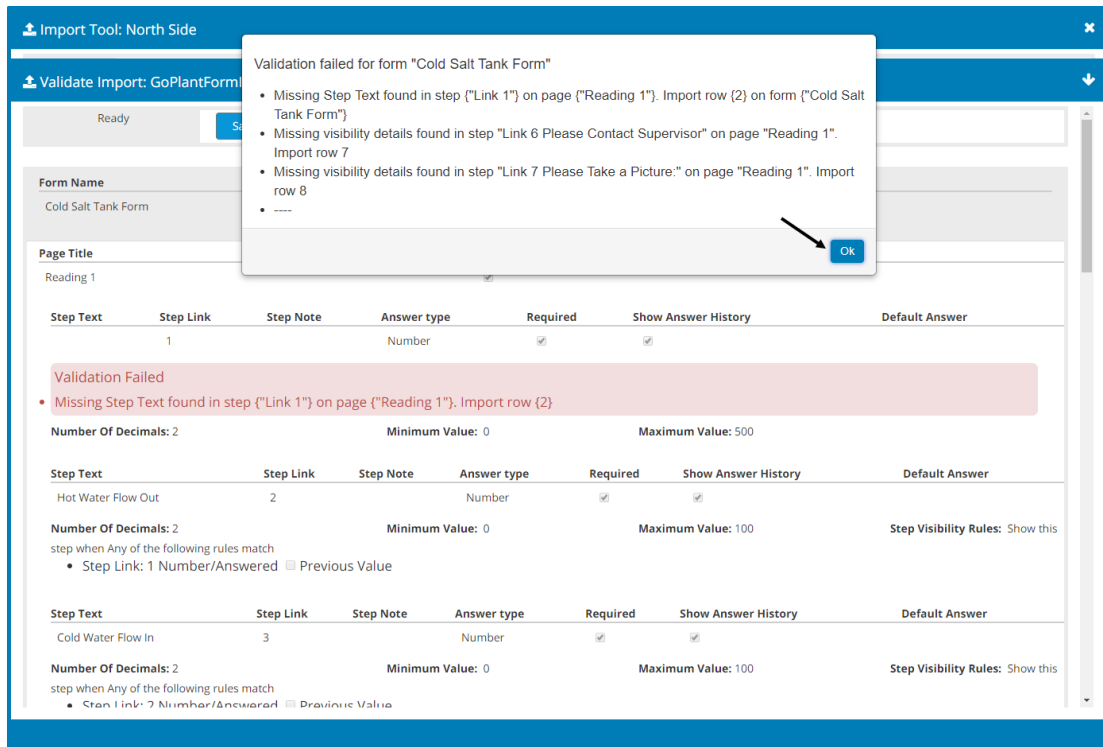 Import Tool: North Side
Validate Import: GoPlantFormI
Validation failed for form "Cold Salt Tank Form"
• Missing Step Text found in step {"Link 1"} on page {"Reading 1"}. Import row {2} on form {"Cold Salt
Tank Form"}
• Missing visibility details found in step "Link 6 Please Contact Supervisor" on page "Reading 1".
Import row 7
• Missing visibility details found in step "Link 7 Please Take a Picture:" on page "Reading 1". Import
row 8
• ----
Ok
Ready
Sa
Form Name
Cold Salt Tank Form
Page Title
Reading 1
Step Text Step Link Step Note Answer type Required Show Answer History Default Answer
1 Number
Validation Failed
• Missing Step Text found in step {"Link 1"} on page {"Reading 1"}. Import row {2}
Number Of Decimals: 2 Minimum Value: 0 Maximum Value: 500
Step Text Step Link Step Note Answer type Required Show Answer History Default Answer
Hot Water Flow Out 2 Number
Number Of Decimals: 2 Minimum Value: 0 Maximum Value: 100 Step Visibility Rules: Show this
step when Any of the following rules match
• Step Link: 1 Number/Answered Previous Value
Step Text Step Link Step Note Answer type Required Show Answer History Default Answer
Cold Water Flow In 3 Number
Number Of Decimals: 2 Minimum Value: 0 Maximum Value: 100 Step Visibility Rules: Show this
step when Any of the following rules match
• Step Link: 2 Number/Answered Previous Value